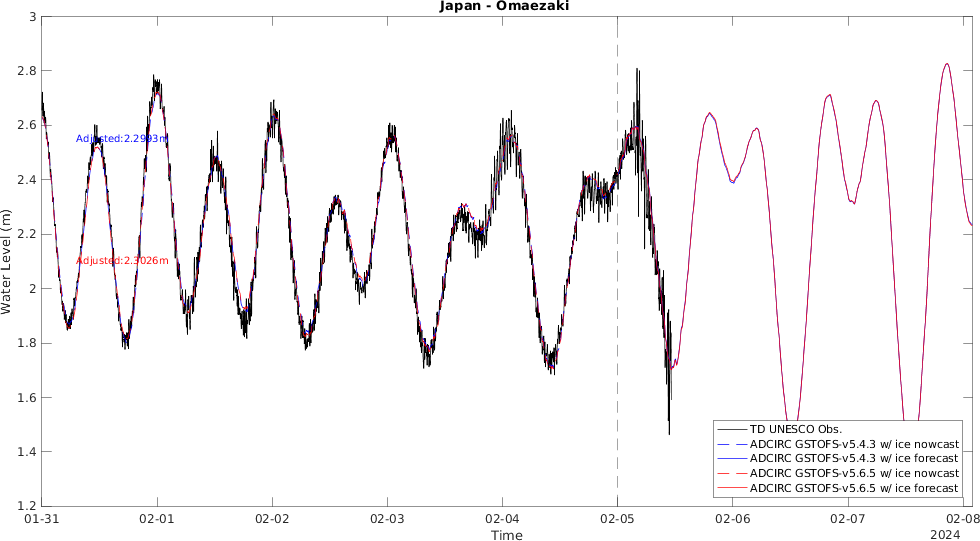 Japan - Omaezaki
3
2.8
2.6
2.4
2.2
2
1.8
1.6
1.4
1.2
Water Level (m)
Adjusted:2.2993m
Adjusted:2.3026m
TD UNESCO Obs.
ADCIRC GSTOFS-v5.4.3 w/ ice nowcast
ADCIRC GSTOFS-v5.4.3 w/ ice forecast
ADCIRC GSTOFS-v5.6.5 w/ ice nowcast
ADCIRC GSTOFS-v5.6.5 w/ ice forecast
01-31 02-01 02-02 02-03 02-04 02-05 02-06 02-07 02-08
Time
2024